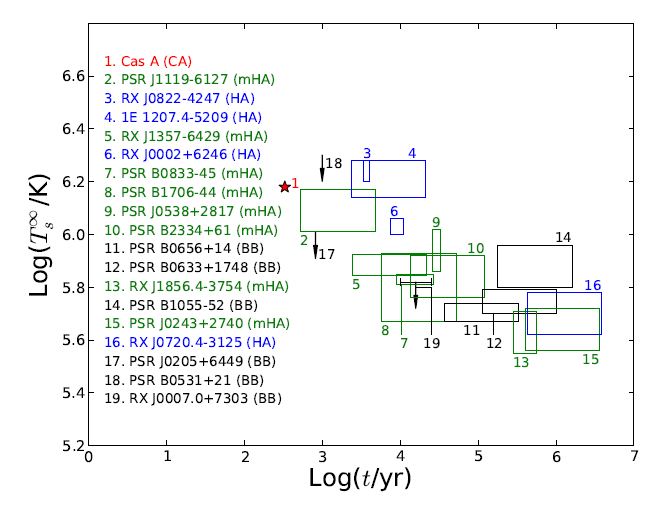 1. Cas A (CA)
2. PSR J1119-6127 (mHA)
3. RX J0822-4247 (HA)
4. 1E 1207.4-5209 (HA)
5. RX J1357-6429 (mHA)
6. RX J0002+6246 (HA)
7. PSR B0833-45 (mHA)
8. PSR B1706-44 (mHA)
9. PSR J0538+2817 (mHA)
10. PSR B2334+61 (mHA)
11. PSR B0656+14 (BB)
12. PSR B0633+1748 (BB)
13. RX J1856.4-3754 (mHA)
14. PSR B1055-52 (BB)
15. PSR J0243+2740 (mHA)
16. RX J0720.4-3125 (HA)
17. PSR J0205+6449 (BB)
18. PSR B0531+21 (BB)
19. RX J0007.0+7303 (BB)
6.6
6.4
6.2
6.0
5.8
5.6
5.4
5.2
Log(T_s^∞/K)
3
4
18
1
6
2
17
9
10
14
5
16
8
7
19
11
12
13
15
0 1 2 3 4 5 6 7
Log(t/yr)